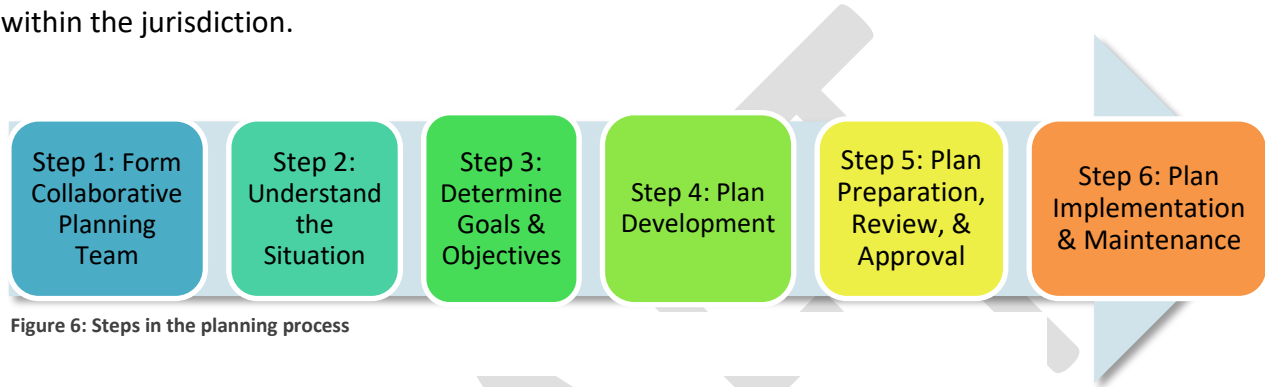 within the jurisdiction.
Step 1: Form
Collaborative
Planning
Team
Step 2:
Understand
the
Situation
Step 3:
Determine
Goals &
Objectives
Step 4: Plan
Development
Step 5: Plan
Preparation,
Review, &
Approval
Step 6: Plan
Implementation
& Maintenance
Figure 6: Steps in the planning process